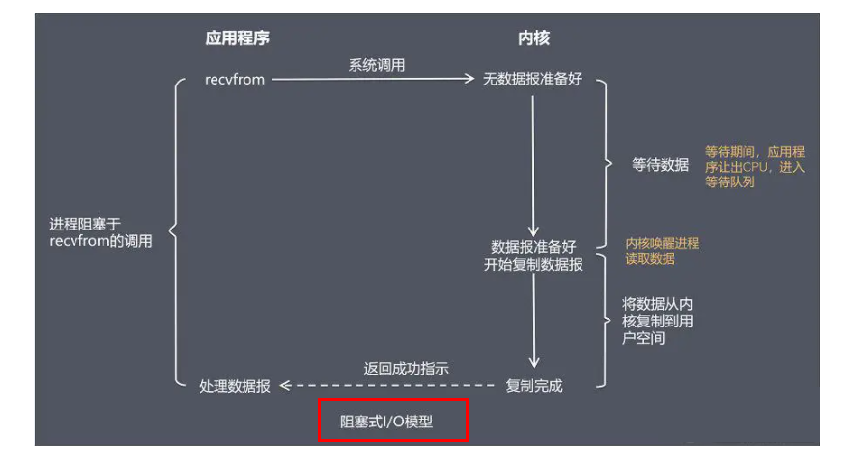 应用程序
内核
系统调用
recvfrom
无数据报准备好
等待数据
等待期间，应用程
序让出CPU，进入
等待队列
进程阻塞于
recvfrom的调用
数据报准备好
开始复制数据报
内核唤醒进程
读取数据
将数据从内
核复制到用
户空间
返回成功指示
处理数据报
复制完成
阻塞式I/O模型